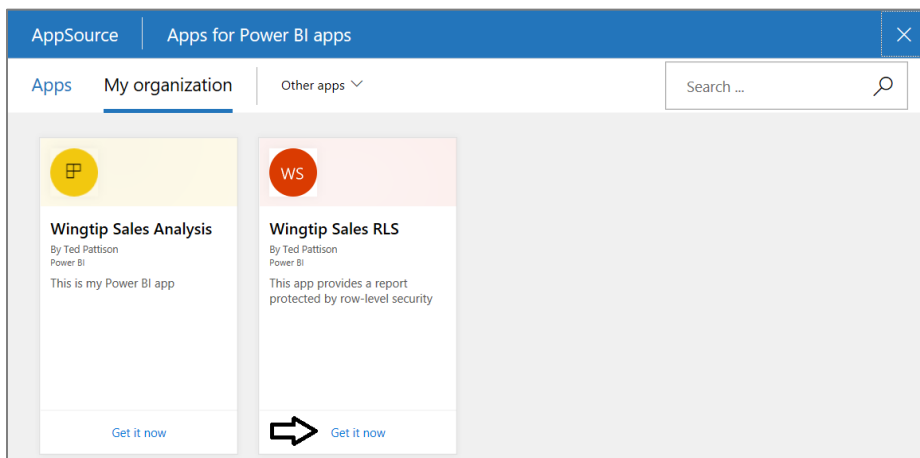 AppSource Apps for Power BI apps
Apps My organization Other apps Search ...
WS
Wingtip Sales Analysis
By Ted Pattison
Power BI
This is my Power BI app
Get it now
Wingtip Sales RLS
By Ted Pattison
Power BI
This app provides a report
protected by row-level security
Get it now